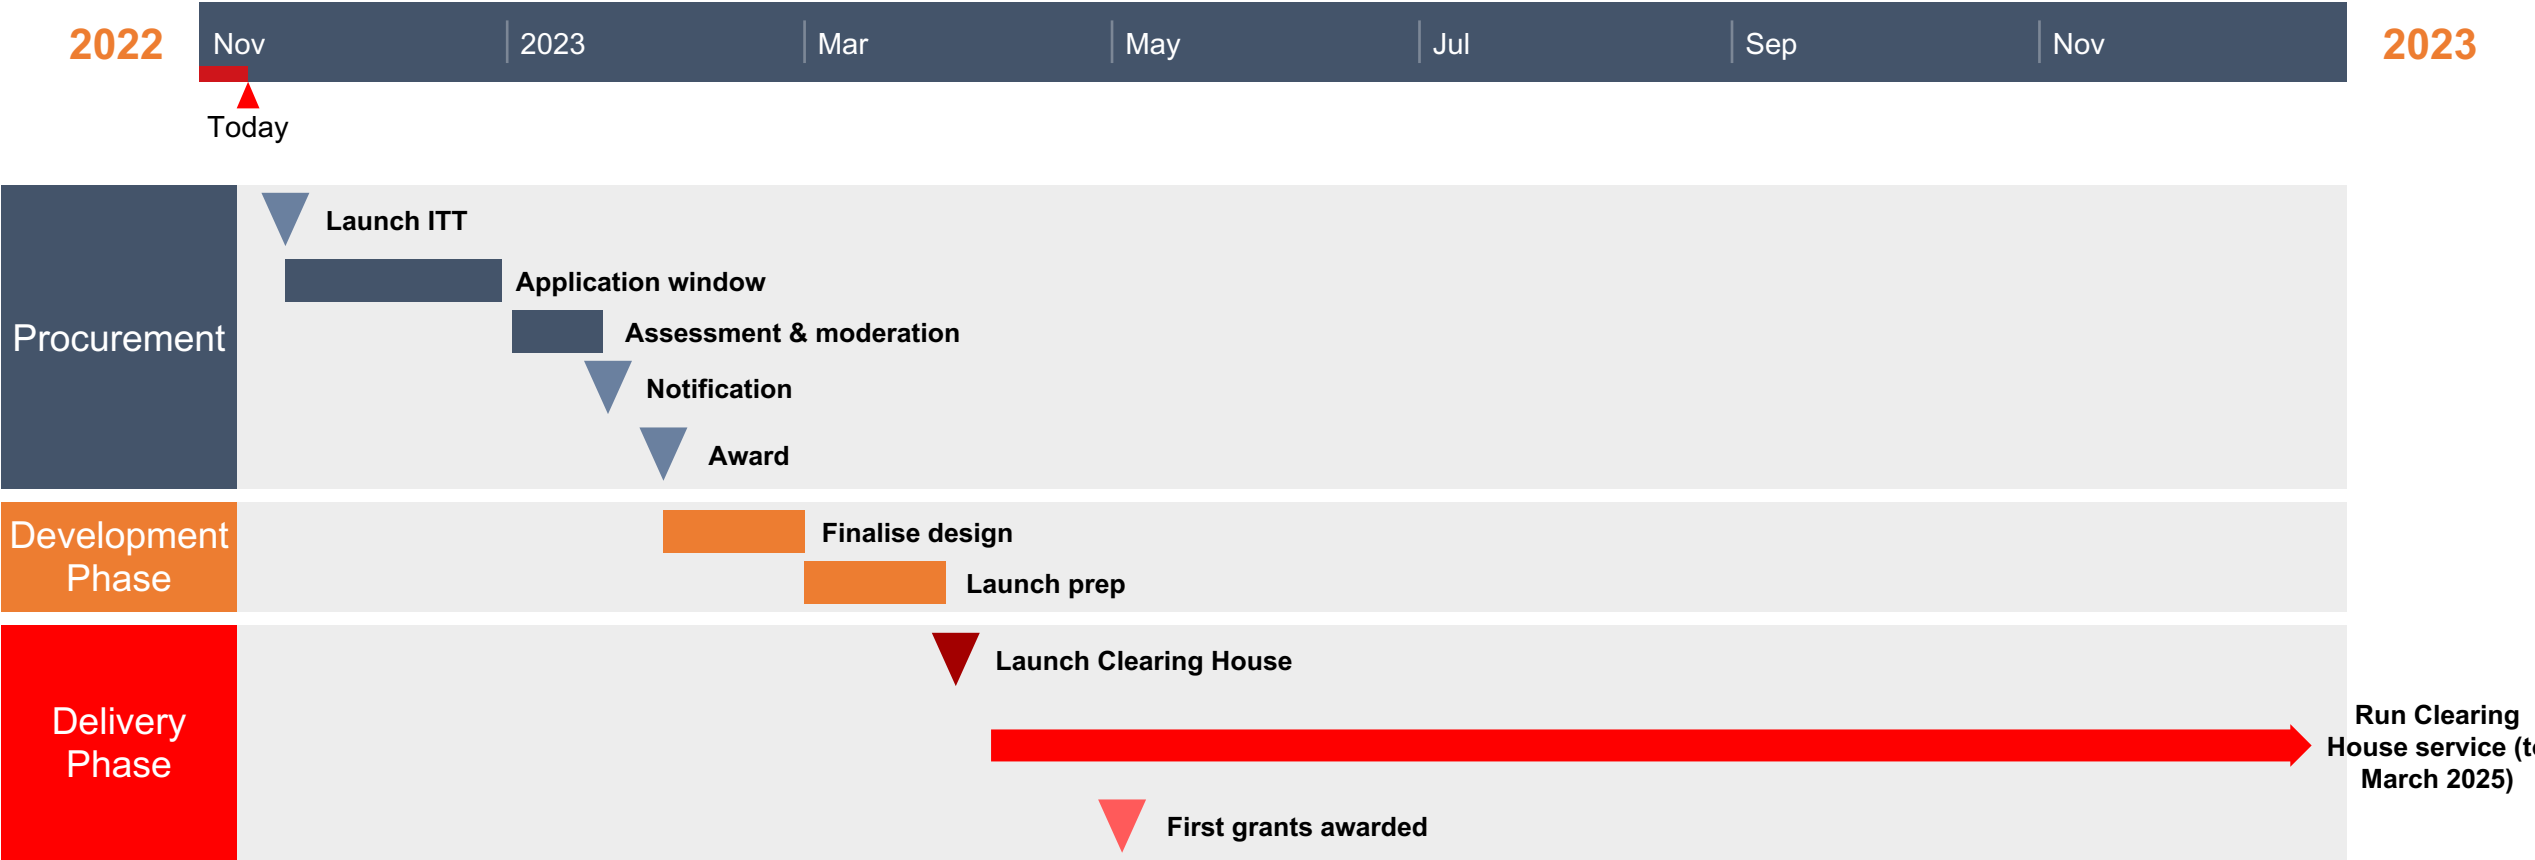 2022
Nov
2023
Mar
May
Jul
Sep
Nov
2023
Today
Procurement
Launch ITT
Application window
Assessment & moderation
Notification
Award
Development
Phase
Finalise design
Launch prep
Delivery
Phase
Launch Clearing House
Run Clearing
House service (to
March 2025)
First grants awarded